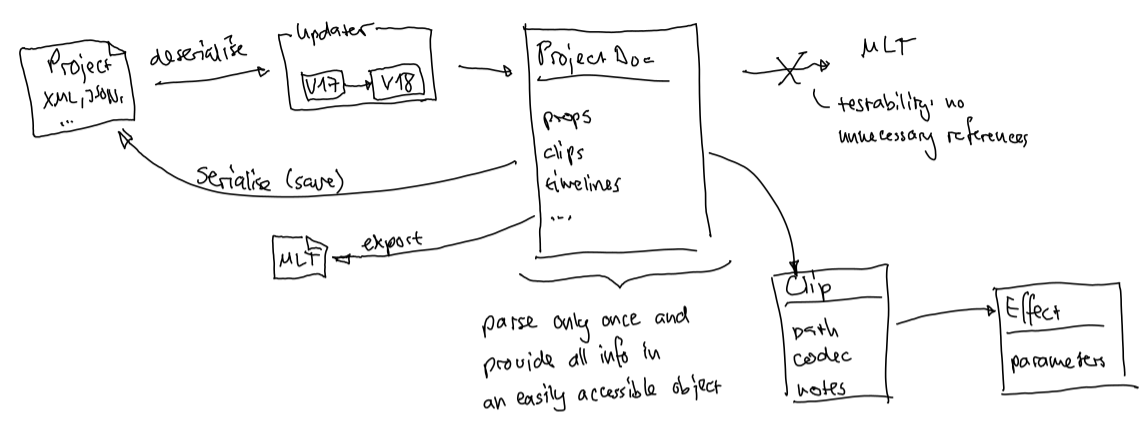 Project
XML, JSON,
...
deserialise
Updater
V17
V18
Project Doc
props
clips
timelines
...
MLT
testability, no
unnecessary references
serialise (save)
MLT
export
parse only once and
provide all info in
an easily accessible object
Clip
path
codec
notes
Effect
parameters